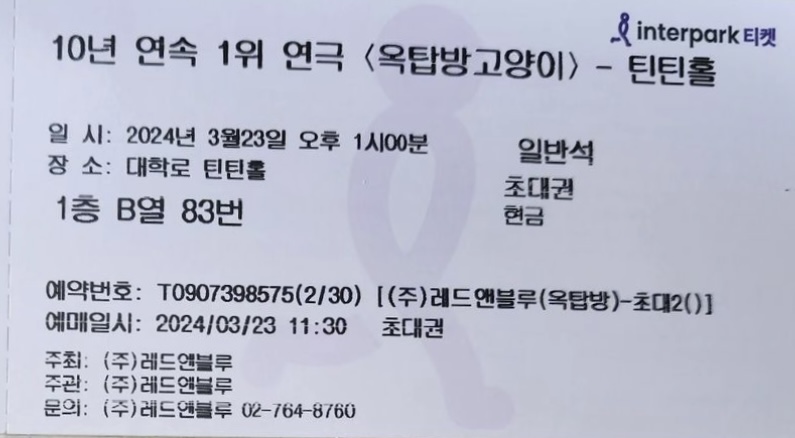 interpark 티켓
10년 연속 1위 연극 <옥탑방고양이> - 틴틴홀
일 시: 2024년 3월23일 오후 1시00분
일반석
장 소: 대학로 틴틴홀
초대권
1층 B열 83번
현금
예약번호: T0907398575(2/30) [(주)레드앤블루(옥탑방)-초대2()]
예매일시: 2024/03/23 11:30 초대권
주최: (주)레드앤블루
주관: (주)레드앤블루
문의: (주)레드앤블루 02-764-8760